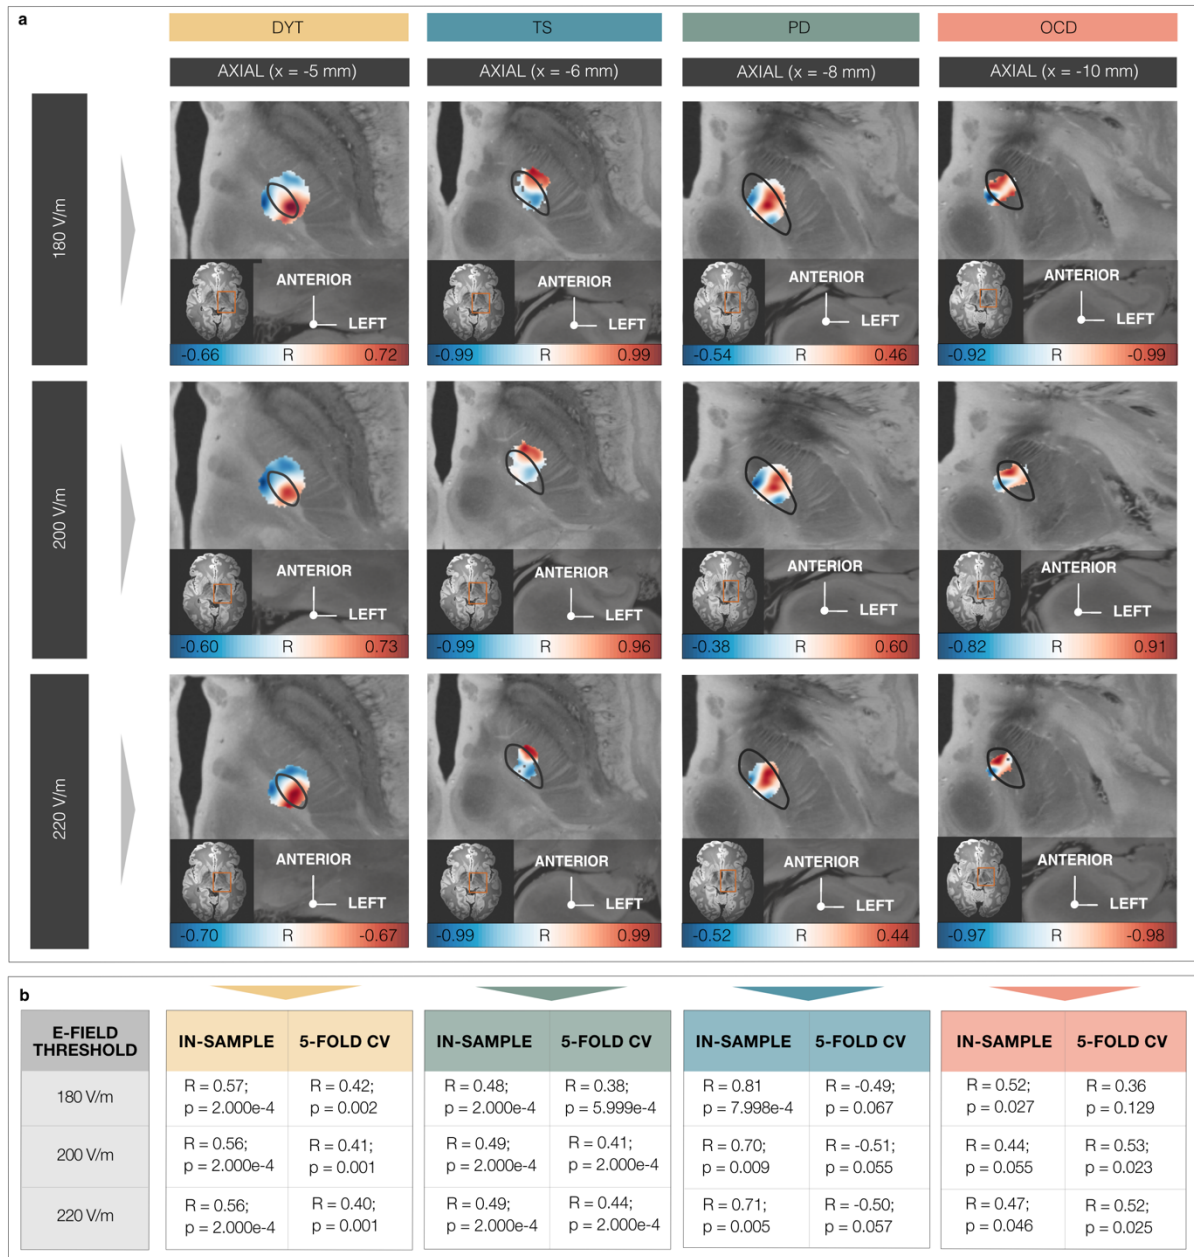 a
DYT TS PD OCD
AXIAL (x = -5 mm) AXIAL (x = -6 mm) AXIAL (x = -8 mm) AXIAL (x = -10 mm)
180 V/m
ANTERIOR ANTERIOR ANTERIOR ANTERIOR
LEFT LEFT LEFT LEFT
-0.66 R 0.72 -0.99 R 0.99 -0.54 R 0.46 -0.92 R -0.99
200 V/m
ANTERIOR ANTERIOR ANTERIOR ANTERIOR
LEFT LEFT LEFT LEFT
-0.60 R 0.73 -0.99 R 0.96 -0.38 R 0.60 -0.82 R 0.91
220 V/m
ANTERIOR ANTERIOR ANTERIOR ANTERIOR
LEFT LEFT LEFT LEFT
-0.70 R -0.67 -0.99 R 0.99 -0.52 R 0.44 -0.97 R -0.98
b
E-FIELD
THRESHOLD
IN-SAMPLE 5-FOLD CV IN-SAMPLE 5-FOLD CV IN-SAMPLE 5-FOLD CV IN-SAMPLE 5-FOLD CV
180 V/m
R = 0.57; R = 0.42; R = 0.48; R = 0.38; R = 0.81 R = -0.49; R = 0.52; R = 0.36
p = 2.000e-4 p = 0.002 p = 2.000e-4 p = 5.999e-4 p = 7.998e-4 p = 0.067 p = 0.027 p = 0.129
200 V/m
R = 0.56; R = 0.41; R = 0.49; R = 0.41; R = 0.70; R = -0.51; R = 0.44; R = 0.53;
p = 2.000e-4 p = 0.001 p = 2.000e-4 p = 2.000e-4 p = 0.009 p = 0.055 p = 0.055 p = 0.023
220 V/m
R = 0.56; R = 0.40; R = 0.49; R = 0.44; R = 0.71; R = -0.50; R = 0.47; R = 0.52;
p = 2.000e-4 p = 0.001 p = 2.000e-4 p = 2.000e-4 p = 0.005 p = 0.057 p = 0.046 p = 0.025